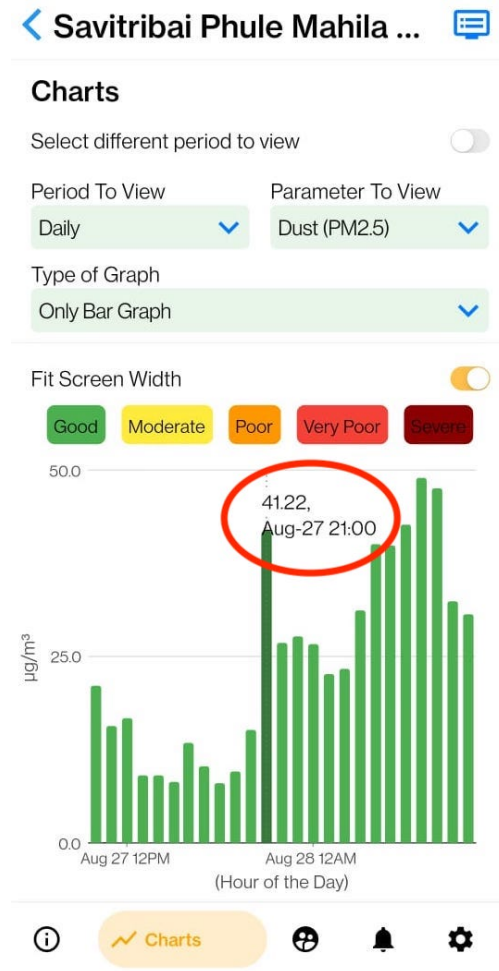 Savitribai Phule Mahila ...
Charts
Select different period to view
Period To View
Parameter To View
Daily
Dust (PM2.5)
Type of Graph
Only Bar Graph
Fit Screen Width
Good
Moderate
Poor
Very Poor
Severe
50.0
41.22,
Aug-27 21:00
µg/m³
25.0
0.0
Aug 27 12PM
Aug 28 12AM
(Hour of the Day)
Charts